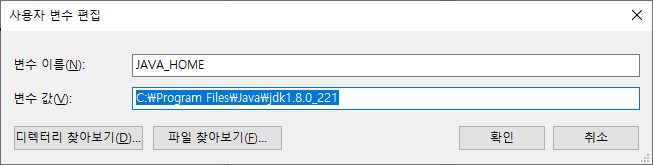 사용자 변수 편집
변수 이름(N): JAVA_HOME
변수 값(V): C:₩Program Files₩Java₩jdk1.8.0_221
디렉터리 찾아보기(D)... 파일 찾아보기(F)... 확인 취소